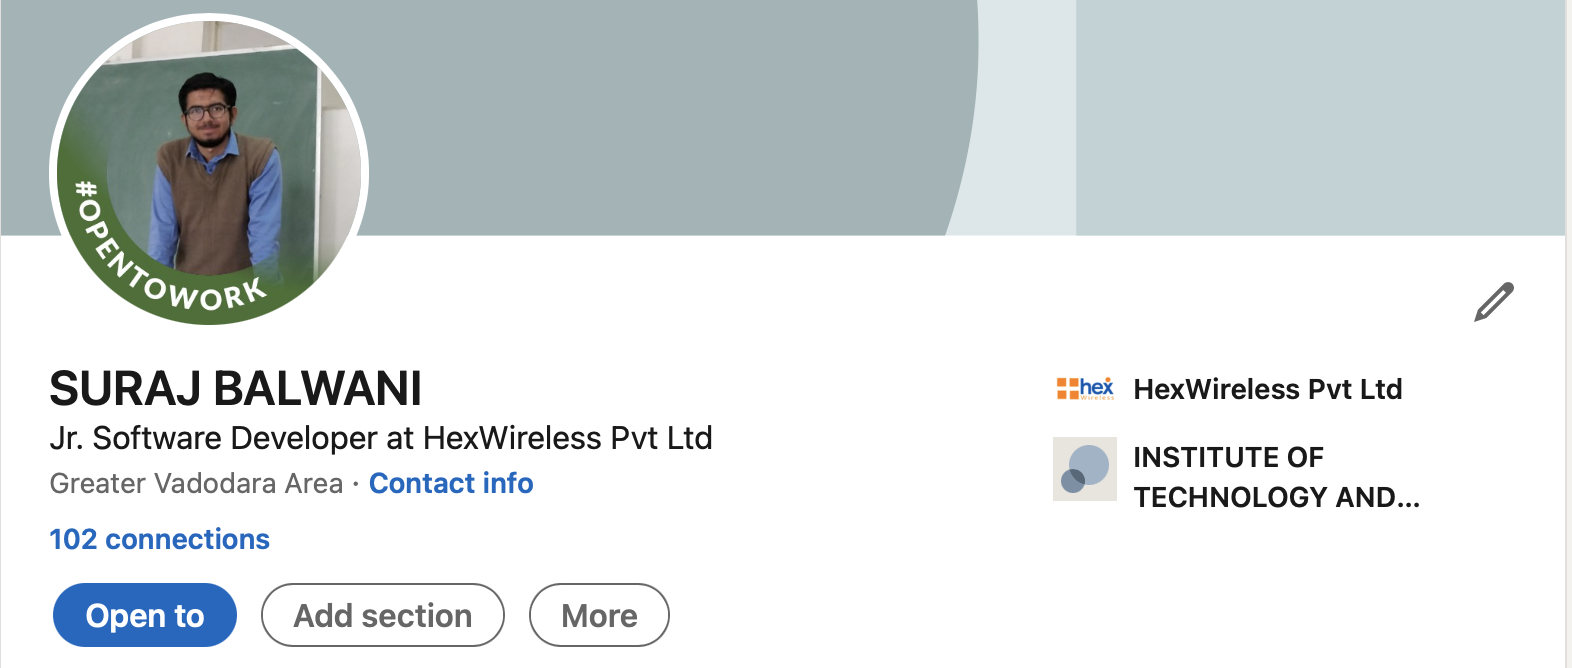 #OPENTOWORK
SURAJ BALWANI
Jr. Software Developer at HexWireless Pvt Ltd
Greater Vadodara Area · Contact info
102 connections
Open to
Add section
More
hex
Wireless
HexWireless Pvt Ltd
INSTITUTE OF
TECHNOLOGY AND...